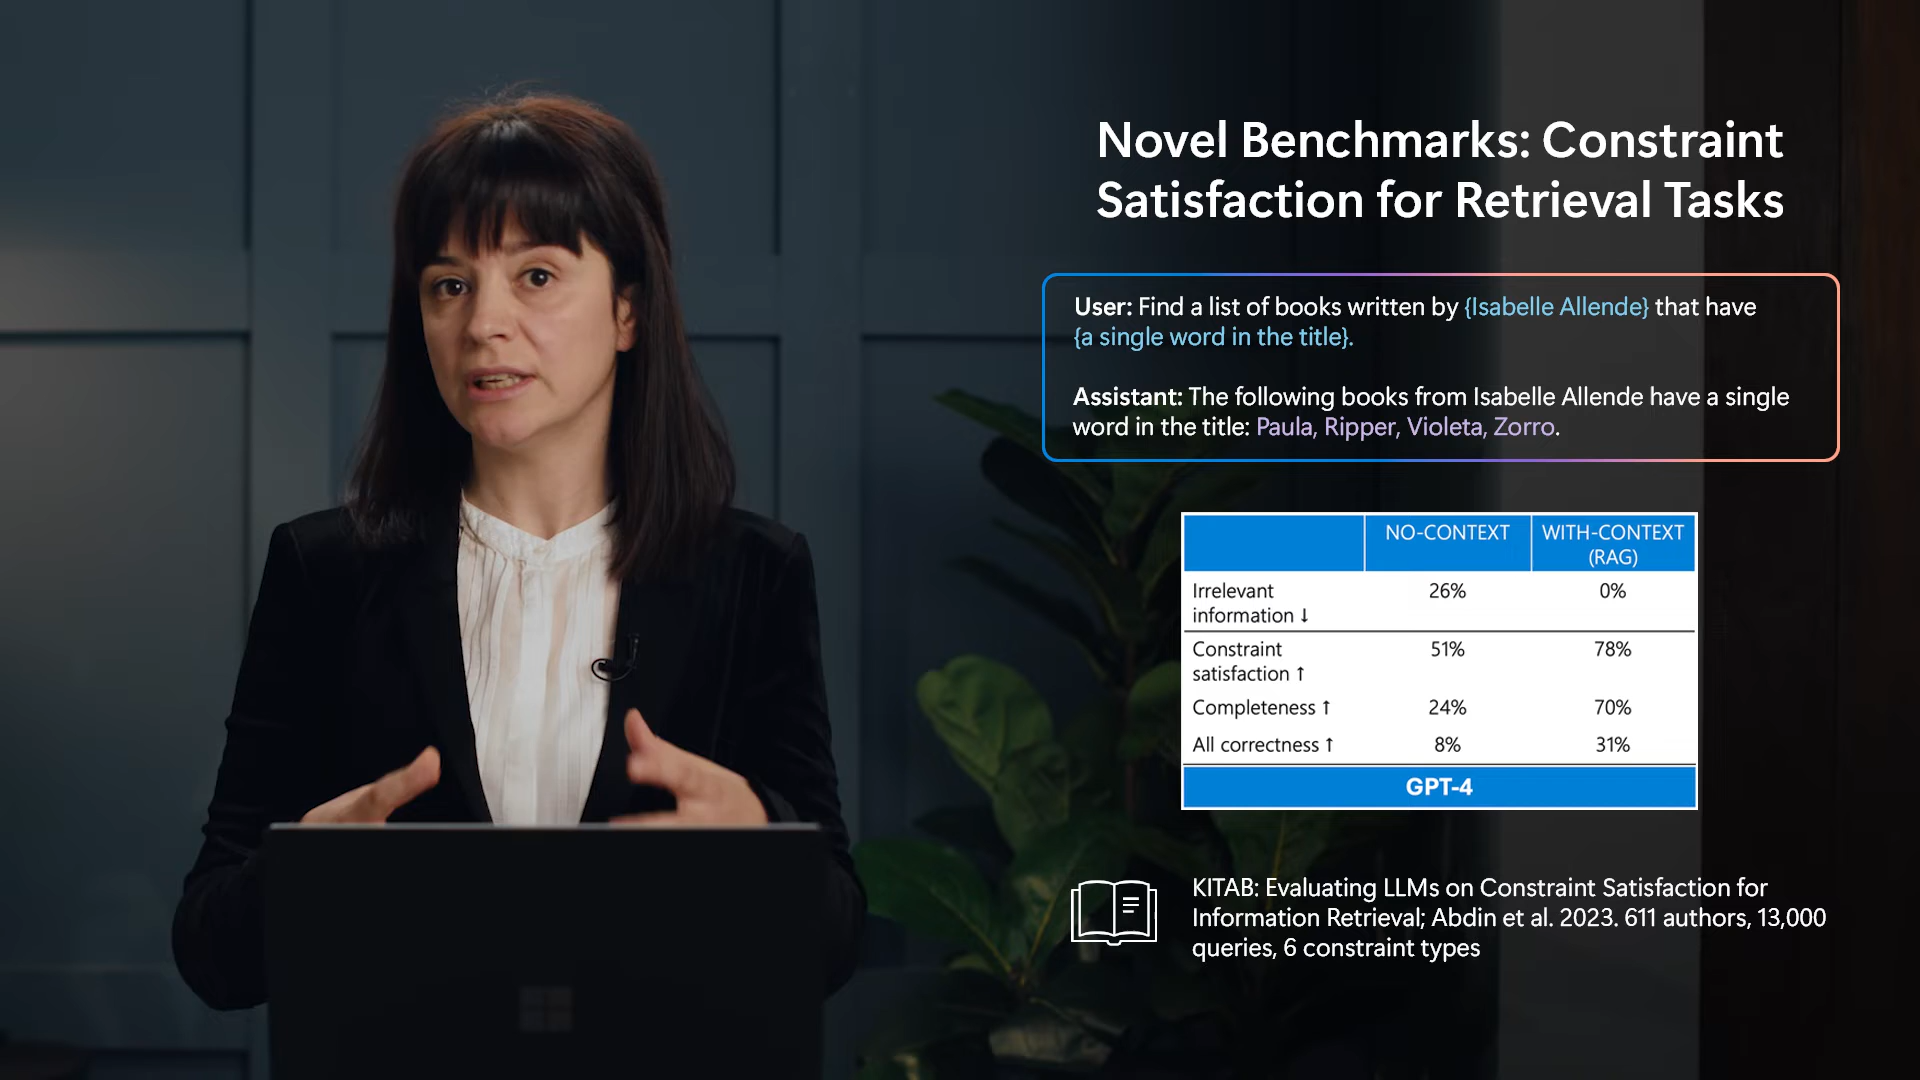 Novel Benchmarks: Constraint
Satisfaction for Retrieval Tasks
User: Find a list of books written by {Isabelle Allende} that have
{a single word in the title}.
Assistant: The following books from Isabelle Allende have a single
word in the title: Paula, Ripper, Violeta, Zorro.
NO-CONTEXT WITH-CONTEXT
(RAG)
Irrelevant
information ↓ 26% 0%
Constraint
satisfaction ↑ 51% 78%
Completeness ↑ 24% 70%
All correctness ↑ 8% 31%
GPT-4
KITAB: Evaluating LLMs on Constraint Satisfaction for
Information Retrieval; Abdin et al. 2023. 611 authors, 13,000
queries, 6 constraint types